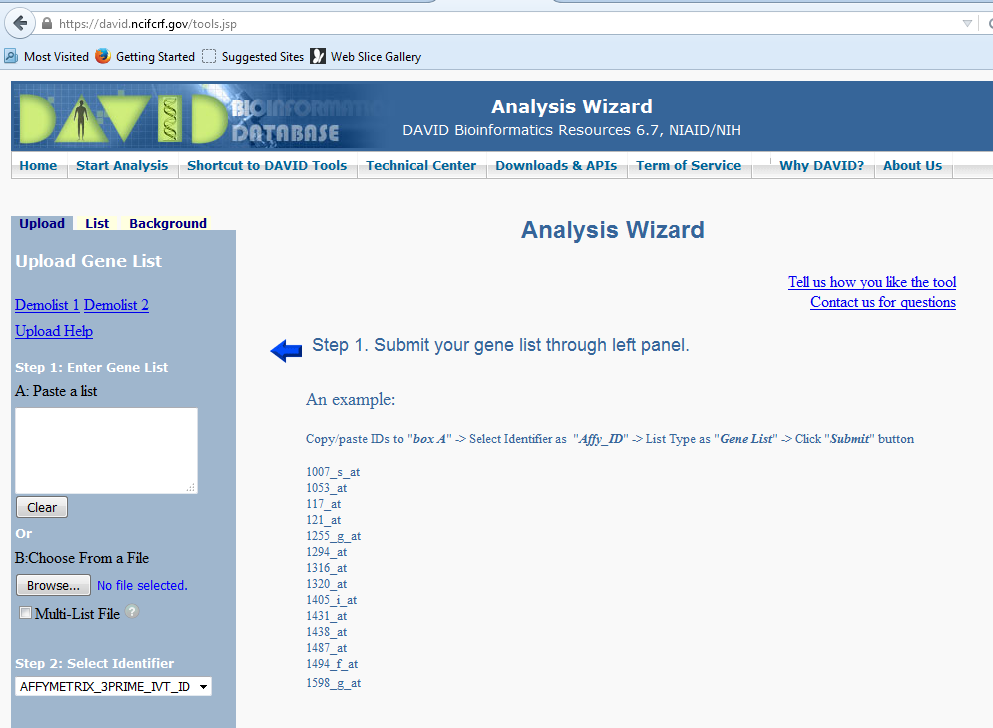 https://david.ncifcrf.gov/tools.jsp
Most Visited Getting Started Suggested Sites Web Slice Gallery
DAVID BIOINFORMATICS
DATABASE
Analysis Wizard
DAVID Bioinformatics Resources 6.7, NIAID/NIH
Home Start Analysis Shortcut to DAVID Tools Technical Center Downloads & APIs Term of Service Why DAVID? About Us
Upload List Background
Upload Gene List
Demolist 1 Demolist 2
Upload Help
Step 1: Enter Gene List
A: Paste a list
Clear
Or
B:Choose From a File
Browse... No file selected.
Multi-List File ?
Step 2: Select Identifier
AFFYMETRIX_3PRIME_IVT_ID
Analysis Wizard
Tell us how you like the tool
Contact us for questions
Step 1. Submit your gene list through left panel.
An example:
Copy/paste IDs to "box A" -> Select Identifier as "Affy_ID" -> List Type as "Gene List" -> Click "Submit" button
1007_s_at
1053_at
117_at
121_at
1255_g_at
1294_at
1316_at
1320_at
1405_i_at
1431_at
1438_at
1487_at
1494_f_at
1598_g_at